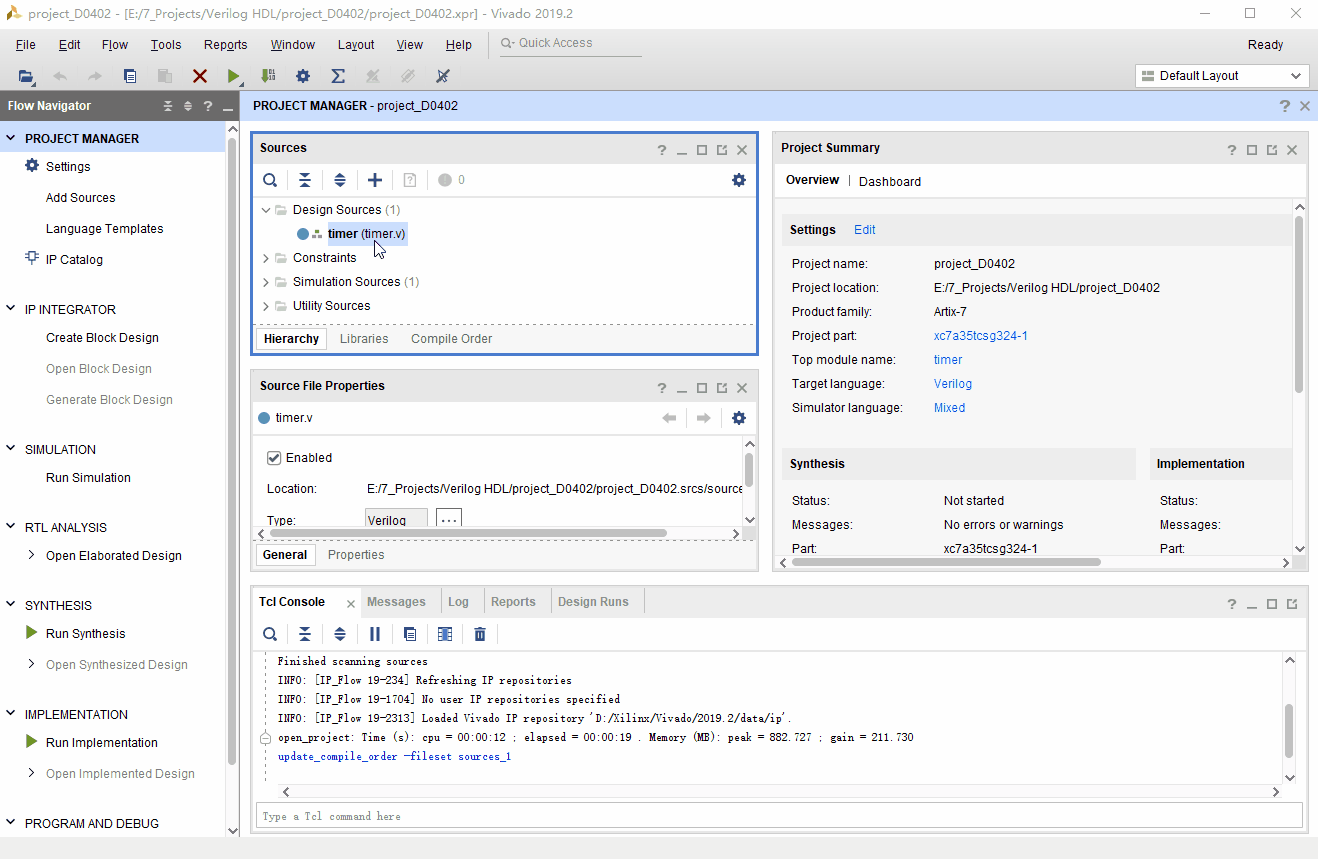 project_D0402 - [E:/7_Projects/Verilog HDL/project_D0402/project_D0402.xpr] - Vivado 2019.2
File Edit Flow Tools Reports Window Layout View Help Quick Access Ready
Default Layout
Flow Navigator
PROJECT MANAGER
Settings
Add Sources
Language Templates
IP Catalog
IP INTEGRATOR
Create Block Design
Open Block Design
Generate Block Design
SIMULATION
Run Simulation
RTL ANALYSIS
Open Elaborated Design
SYNTHESIS
Run Synthesis
Open Synthesized Design
IMPLEMENTATION
Run Implementation
Open Implemented Design
PROGRAM AND DEBUG
PROJECT MANAGER - project_D0402
Sources
0
Design Sources (1)
timer (timer.v)
Constraints
Simulation Sources (1)
Utility Sources
Hierarchy Libraries Compile Order
Source File Properties
timer.v
Enabled
Location: E:/7_Projects/Verilog HDL/project_D0402/project_D0402.srcs/source
Type: Verilog ...
General Properties
Project Summary
Overview | Dashboard
Settings Edit
Project name: project_D0402
Project location: E:/7_Projects/Verilog HDL/project_D0402
Product family: Artix-7
Project part: xc7a35tcsg324-1
Top module name: timer
Target language: Verilog
Simulator language: Mixed
Synthesis Implementation
Status: Not started Status:
Messages: No errors or warnings Messages:
Part: xc7a35tcsg324-1 Part:
Tcl Console Messages Log Reports Design Runs
Finished scanning sources
INFO: [IP_Flow 19-234] Refreshing IP repositories
INFO: [IP_Flow 19-1704] No user IP repositories specified
INFO: [IP_Flow 19-2313] Loaded Vivado IP repository 'D:/Xilinx/Vivado/2019.2/data/ip'.
open_project: Time (s): cpu = 00:00:12 ; elapsed = 00:00:19 . Memory (MB): peak = 882.727 ; gain = 211.730
update_compile_order -fileset sources_1
Type a Tcl command here